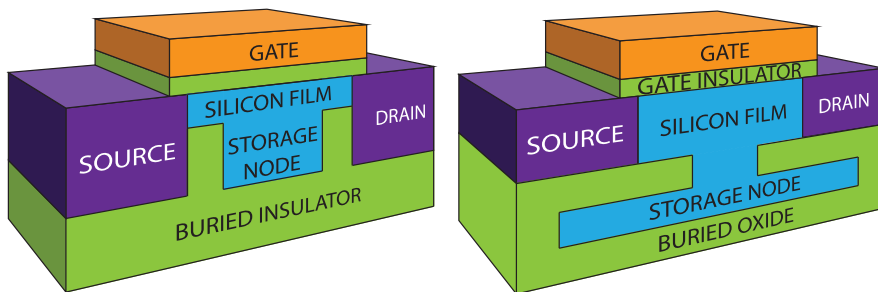 GATE
SILICON FILM
SOURCE
STORAGE
NODE
DRAIN
BURIED INSULATOR
GATE
GATE INSULATOR
SILICON FILM
SOURCE
DRAIN
STORAGE NODE
BURIED OXIDE